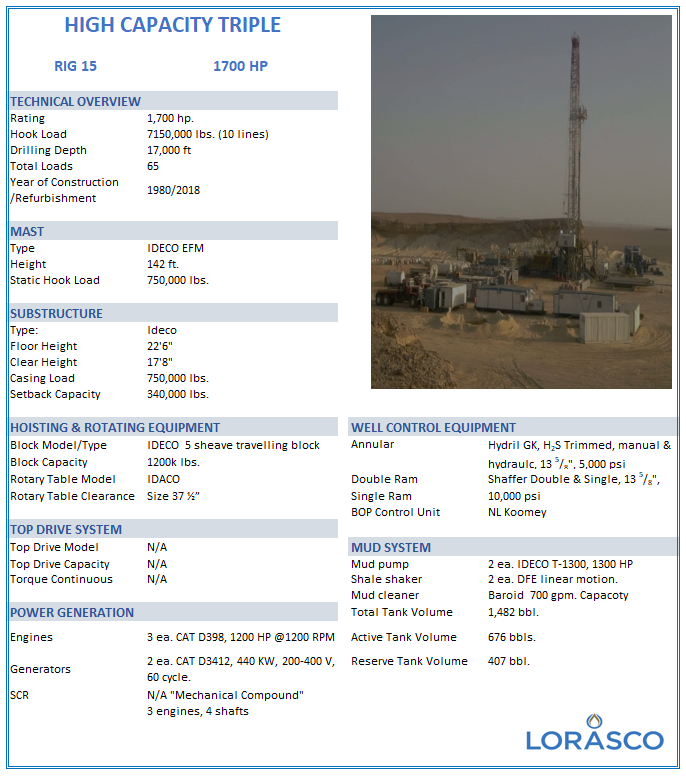 HIGH CAPACITY TRIPLE
RIG 15 1700 HP
TECHNICAL OVERVIEW
Rating 1,700 hp.
Hook Load 7150,000 lbs. (10 lines)
Drilling Depth 17,000 ft
Total Loads 65
Year of Construction
/Refurbishment 1980/2018
MAST
Type IDECO EFM
Height 142 ft.
Static Hook Load 750,000 lbs.
SUBSTRUCTURE
Type: Ideco
Floor Height 22'6"
Clear Height 17'8"
Casing Load 750,000 lbs.
Setback Capacity 340,000 lbs.
HOISTING & ROTATING EQUIPMENT
Block Model/Type IDECO 5 sheave travelling block
Block Capacity 1200k lbs.
Rotary Table Model IDACO
Rotary Table Clearance Size 37 ½”
TOP DRIVE SYSTEM
Top Drive Model N/A
Top Drive Capacity N/A
Torque Continuous N/A
POWER GENERATION
Engines 3 ea. CAT D398, 1200 HP @1200 RPM
Generators 2 ea. CAT D3412, 440 KW, 200-400 V,
60 cycle.
SCR N/A "Mechanical Compound"
3 engines, 4 shafts
WELL CONTROL EQUIPMENT
Annular Hydril GK, H₂S Trimmed, manual &
hydraulc, 13 ⁵/₈", 5,000 psi
Double Ram Shaffer Double & Single, 13 ⁵/₈",
Single Ram 10,000 psi
BOP Control Unit NL Koomey
MUD SYSTEM
Mud pump 2 ea. IDECO T-1300, 1300 HP
Shale shaker 2 ea. DFE linear motion.
Mud cleaner Baroid 700 gpm. Capacoty
Total Tank Volume 1,482 bbl.
Active Tank Volume 676 bbls.
Reserve Tank Volume 407 bbl.
LORASCO